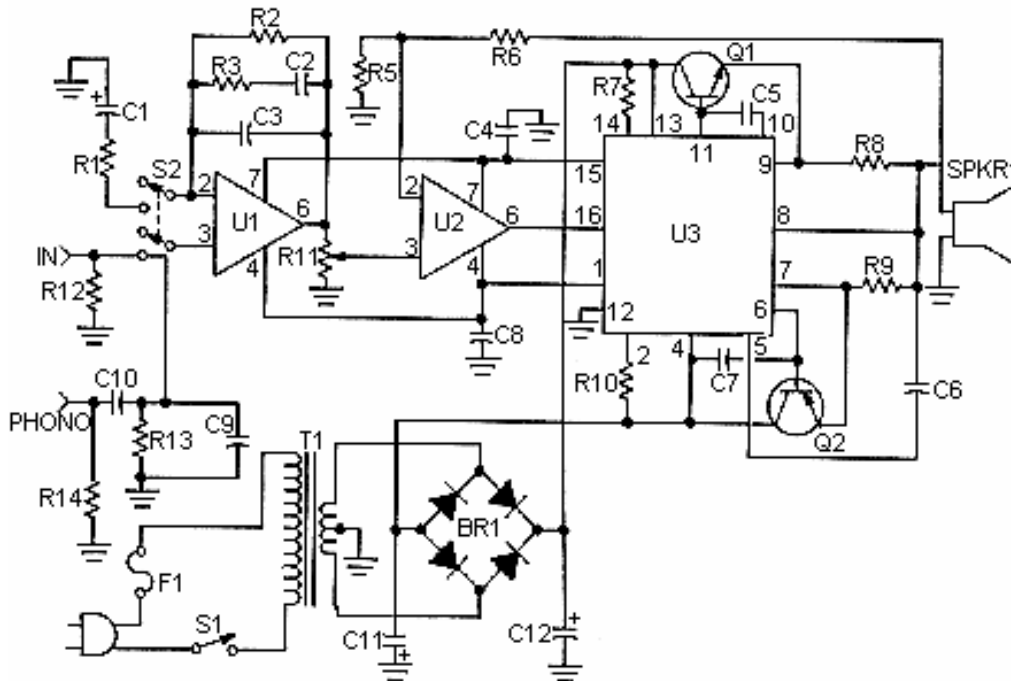 R2
R3
C2
C3
C1
R1
S2
2
7
U1
6
3
4
R5
R6
C4
2
7
U2
6
3
4
R11
C8
IN
R12
Q1
R7
C5
14
13
11
10
15
9
R8
SPKR1
16
U3
8
1
7
R9
12
6
2
4
5
R10
C7
C6
Q2
C10
PHONO
R13
C9
R14
T1
BR1
F1
S1
C11
+
C12
+
+